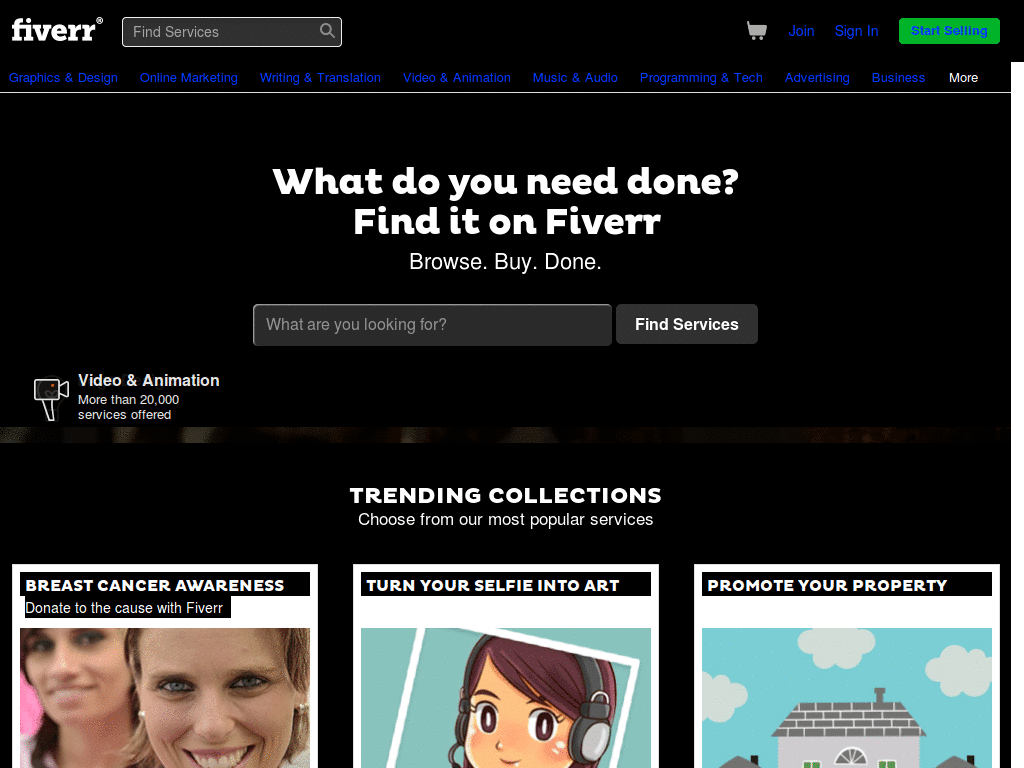 fiverr®
Find Services
Join
Sign In
Start Selling
Graphics & Design
Online Marketing
Writing & Translation
Video & Animation
Music & Audio
Programming & Tech
Advertising
Business
More
What do you need done?
Find it on Fiverr
Browse. Buy. Done.
What are you looking for?
Find Services
Video & Animation
More than 20,000
services offered
TRENDING COLLECTIONS
Choose from our most popular services
BREAST CANCER AWARENESS
Donate to the cause with Fiverr
TURN YOUR SELFIE INTO ART
PROMOTE YOUR PROPERTY